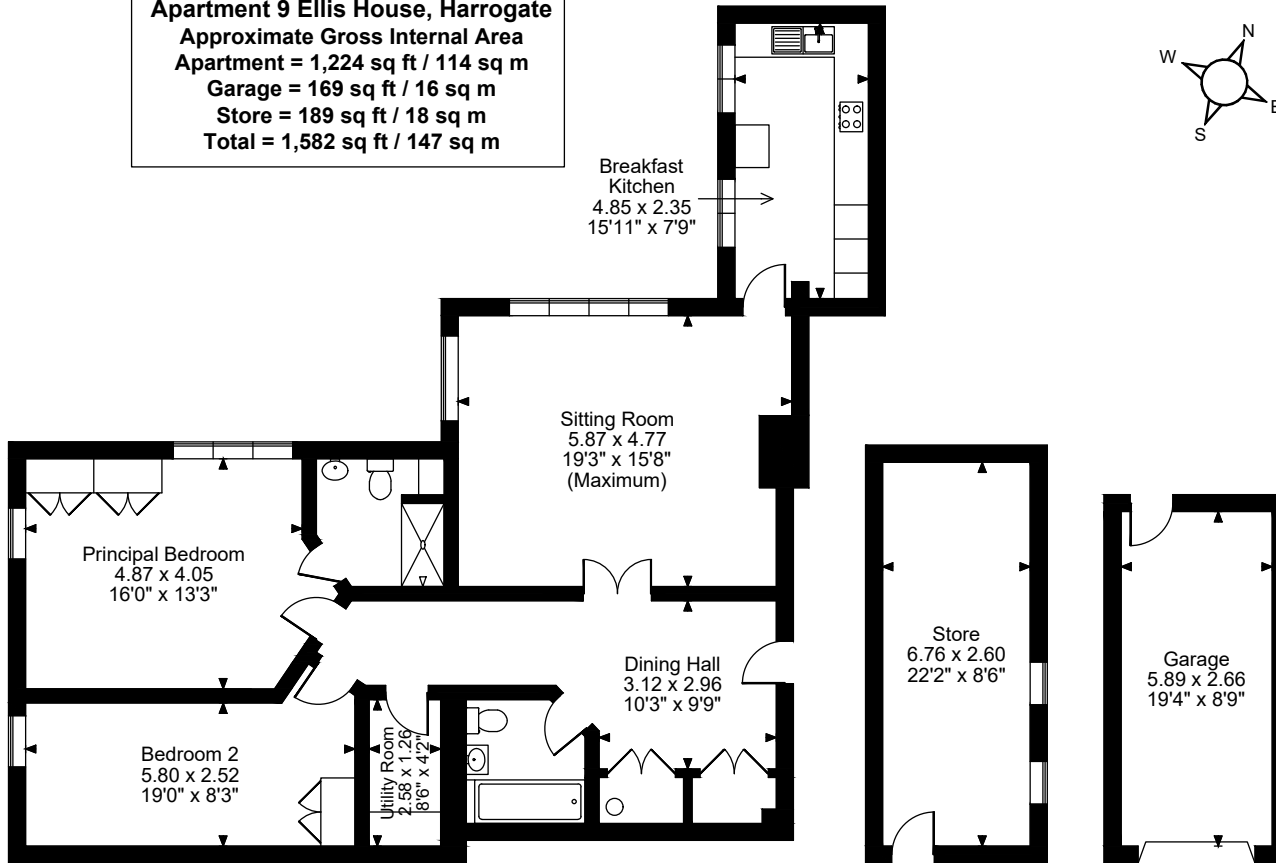 Apartment 9 Ellis House, Harrogate
Approximate Gross Internal Area
Apartment = 1,224 sq ft / 114 sq m
Garage = 169 sq ft / 16 sq m
Store = 189 sq ft / 18 sq m
Total = 1,582 sq ft / 147 sq m
N
W
E
S
Breakfast
Kitchen
4.85 x 2.35
15'11" x 7'9"
Sitting Room
5.87 x 4.77
19'3" x 15'8"
(Maximum)
Principal Bedroom
4.87 x 4.05
16'0" x 13'3"
Dining Hall
3.12 x 2.96
10'3" x 9'9"
Store
6.76 x 2.60
22'2" x 8'6"
Garage
5.89 x 2.66
19'4" x 8'9"
Bedroom 2
5.80 x 2.52
19'0" x 8'3"
Utility Room
2.58 x 1.26
8'6" x 4'2"